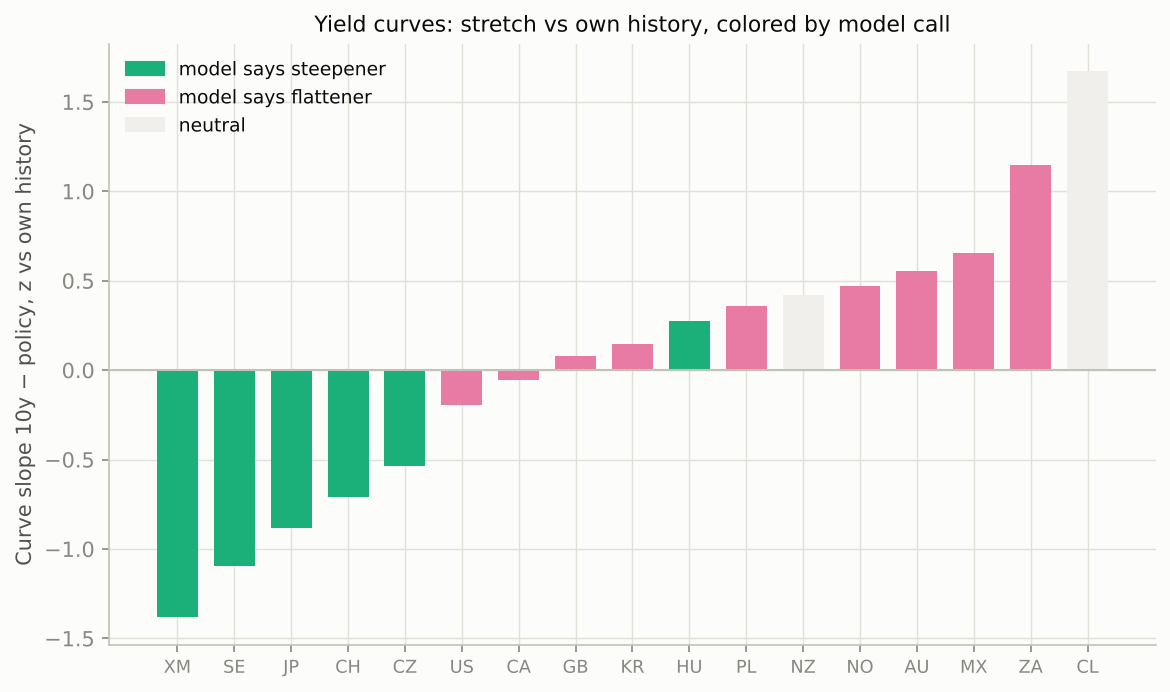 Yield curves: stretch vs own history, colored by model call
model says steepener
model says flattener
neutral
Curve slope 10y − policy, z vs own history
1.5
1.0
0.5
0.0
−0.5
−1.0
−1.5
XM SE JP CH CZ US CA GB KR HU PL NZ NO AU MX ZA CL